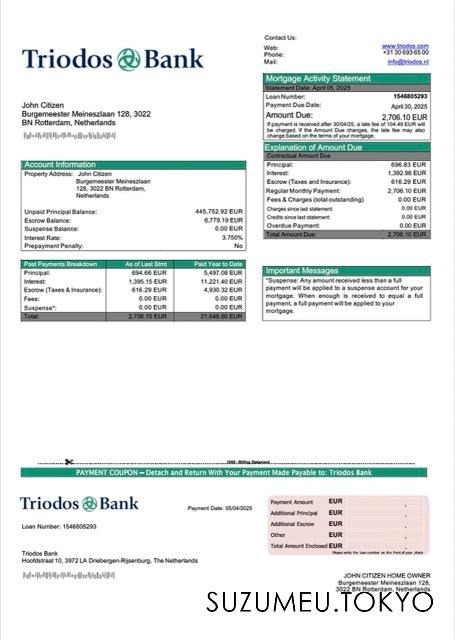 Triodos Bank
Contact Us:
Web: www.triodos.com
Phone: +31 30 693 65 00
Mail: info@triodos.nl
Mortgage Activity Statement
Statement Date: April 05, 2025
Loan Number: 1546805293
Payment Due Date: April 30, 2025
Amount Due: 2,706.10 EUR
If payment is received after 30/04/25, a late fee of 104.49 EUR will
be charged. If the Amount Due changes, the late fee may also
change based on the terms of your mortgage.
John Citizen
Burgemeester Meineszlaan 128, 3022
BN Rotterdam, Netherlands
Explanation of Amount Due
Contractual Amount Due
Principal: 696.83 EUR
Interest: 1,392.98 EUR
Escrow (Taxes and Insurance): 616.29 EUR
Regular Monthly Payment: 2,706.10 EUR
Fees & Charges (total outstanding) 0.00 EUR
Charges since last statement: 0.00 EUR
Credits since last statement: 0.00 EUR
Overdue Payment: 0.00 EUR
Total Amount Due: 2,706.10 EUR
Account Information
Property Address: John Citizen
Burgemeester Meineszlaan
128, 3022 BN Rotterdam,
Netherlands
Unpaid Principal Balance: 445,752.92 EUR
Escrow Balance: 6,779.19 EUR
Suspense Balance: 0.00 EUR
Interest Rate: 3.750%
Prepayment Penalty: No
Past Payments Breakdown As of Last Stmt Paid Year to Date
Principal: 694.66 EUR 5,497.08 EUR
Interest: 1,395.15 EUR 11,221.40 EUR
Escrow (Taxes & Insurance): 616.29 EUR 4,930.32 EUR
Fees: 0.00 EUR 0.00 EUR
Suspense*: 0.00 EUR 0.00 EUR
Total: 2,706.10 EUR 21,648.80 EUR
Important Messages
*Suspense: Any amount received less than a full
payment will be applied to a suspense account for your
mortgage. When enough is received to equal a full
payment, a full payment will be applied to your
mortgage.
Billing Statement
PAYMENT COUPON – Detach and Return With Your Payment Made Payable to: Triodos Bank
Triodos Bank
Payment Date: 05/04/2025
Loan Number: 1546805293
Payment Amount EUR
Additional Principal EUR
Additional Escrow EUR
Other EUR
Total Amount Enclosed EUR
Please write the loan number on the front of your check.
Triodos Bank
Hoofdstraat 10, 3972 LA Driebergen-Rijsenburg, The Netherlands
JOHN CITIZEN HOME OWNER
Burgemeester Meineszlaan 128,
3022 BN Rotterdam, Netherlands
SUZUMEU.TOKYO